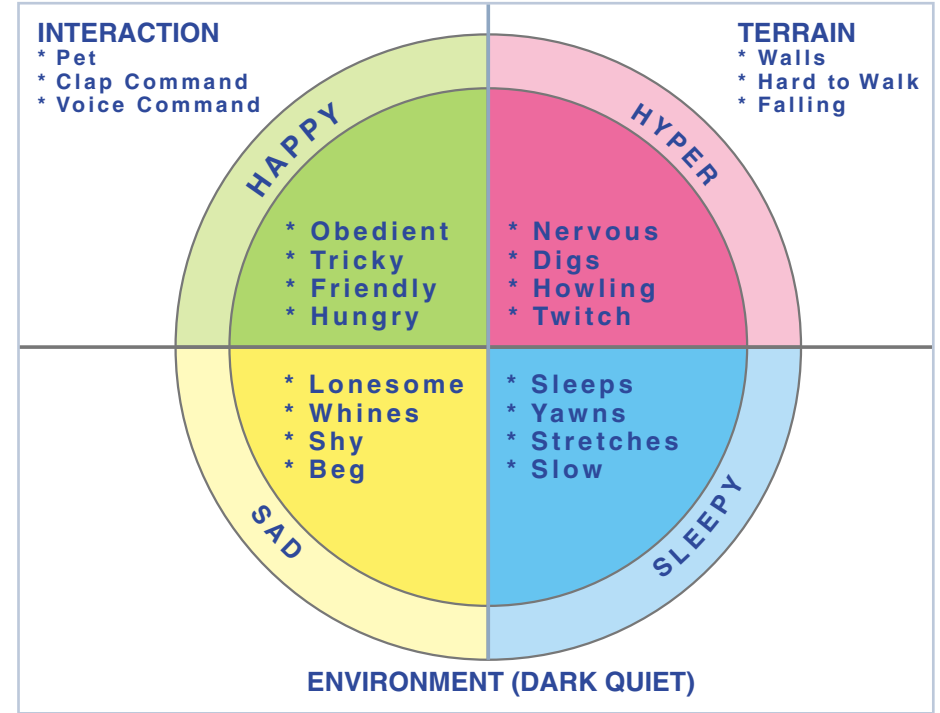 INTERACTION
* Pet
* Clap Command
* Voice Command
TERRAIN
* Walls
* Hard to Walk
* Falling
HAPPY
* Obedient
* Tricky
* Friendly
* Hungry
HYPER
* Nervous
* Digs
* Howling
* Twitch
SAD
* Lonesome
* Whines
* Shy
* Beg
SLEEPY
* Sleeps
* Yawns
* Stretches
* Slow
ENVIRONMENT (DARK QUIET)